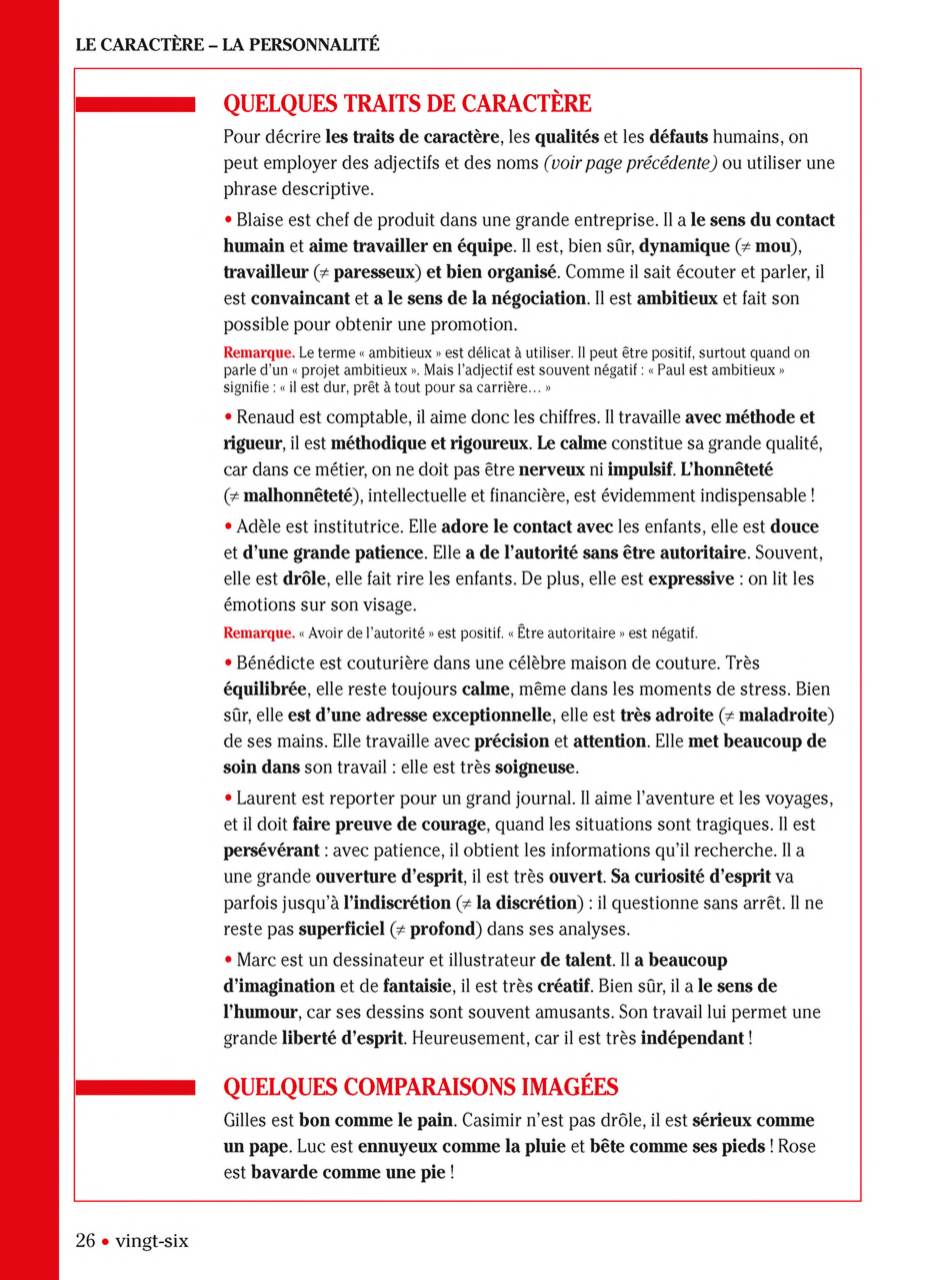 LE CARACTÈRE – LA PERSONNALITÉ
QUELQUES TRAITS DE CARACTÈRE
Pour décrire les traits de caractère, les qualités et les défauts humains, on
peut employer des adjectifs et des noms (voir page précédente) ou utiliser une
phrase descriptive.
• Blaise est chef de produit dans une grande entreprise. Il a le sens du contact
humain et aime travailler en équipe. Il est, bien sûr, dynamique (≠ mou),
travailleur (≠ paresseux) et bien organisé. Comme il sait écouter et parler, il
est convaincant et a le sens de la négociation. Il est ambitieux et fait son
possible pour obtenir une promotion.
Remarque. Le terme « ambitieux » est délicat à utiliser. Il peut être positif, surtout quand on
parle d'un « projet ambitieux ». Mais l'adjectif est souvent négatif : « Paul est ambitieux »
signifie : « il est dur, prêt à tout pour sa carrière… »
• Renaud est comptable, il aime donc les chiffres. Il travaille avec méthode et
rigueur, il est méthodique et rigoureux. Le calme constitue sa grande qualité,
car dans ce métier, on ne doit pas être nerveux ni impulsif. L'honnêteté
(≠ malhonnêteté), intellectuelle et financière, est évidemment indispensable !
• Adèle est institutrice. Elle adore le contact avec les enfants, elle est douce
et d'une grande patience. Elle a de l'autorité sans être autoritaire. Souvent,
elle est drôle, elle fait rire les enfants. De plus, elle est expressive : on lit les
émotions sur son visage.
Remarque. « Avoir de l'autorité » est positif. « Être autoritaire » est négatif.
• Bénédicte est couturière dans une célèbre maison de couture. Très
équilibrée, elle reste toujours calme, même dans les moments de stress. Bien
sûr, elle est d'une adresse exceptionnelle, elle est très adroite (≠ maladroite)
de ses mains. Elle travaille avec précision et attention. Elle met beaucoup de
soin dans son travail : elle est très soigneuse.
• Laurent est reporter pour un grand journal. Il aime l'aventure et les voyages,
et il doit faire preuve de courage, quand les situations sont tragiques. Il est
persévérant : avec patience, il obtient les informations qu'il recherche. Il a
une grande ouverture d'esprit, il est très ouvert. Sa curiosité d'esprit va
parfois jusqu'à l'indiscrétion (≠ la discrétion) : il questionne sans arrêt. Il ne
reste pas superficiel (≠ profond) dans ses analyses.
• Marc est un dessinateur et illustrateur de talent. Il a beaucoup
d'imagination et de fantaisie, il est très créatif. Bien sûr, il a le sens de
l'humour, car ses dessins sont souvent amusants. Son travail lui permet une
grande liberté d'esprit. Heureusement, car il est très indépendant !
QUELQUES COMPARAISONS IMAGÉES
Gilles est bon comme le pain. Casimir n'est pas drôle, il est sérieux comme
un pape. Luc est ennuyeux comme la pluie et bête comme ses pieds ! Rose
est bavarde comme une pie !
26 • vingt-six